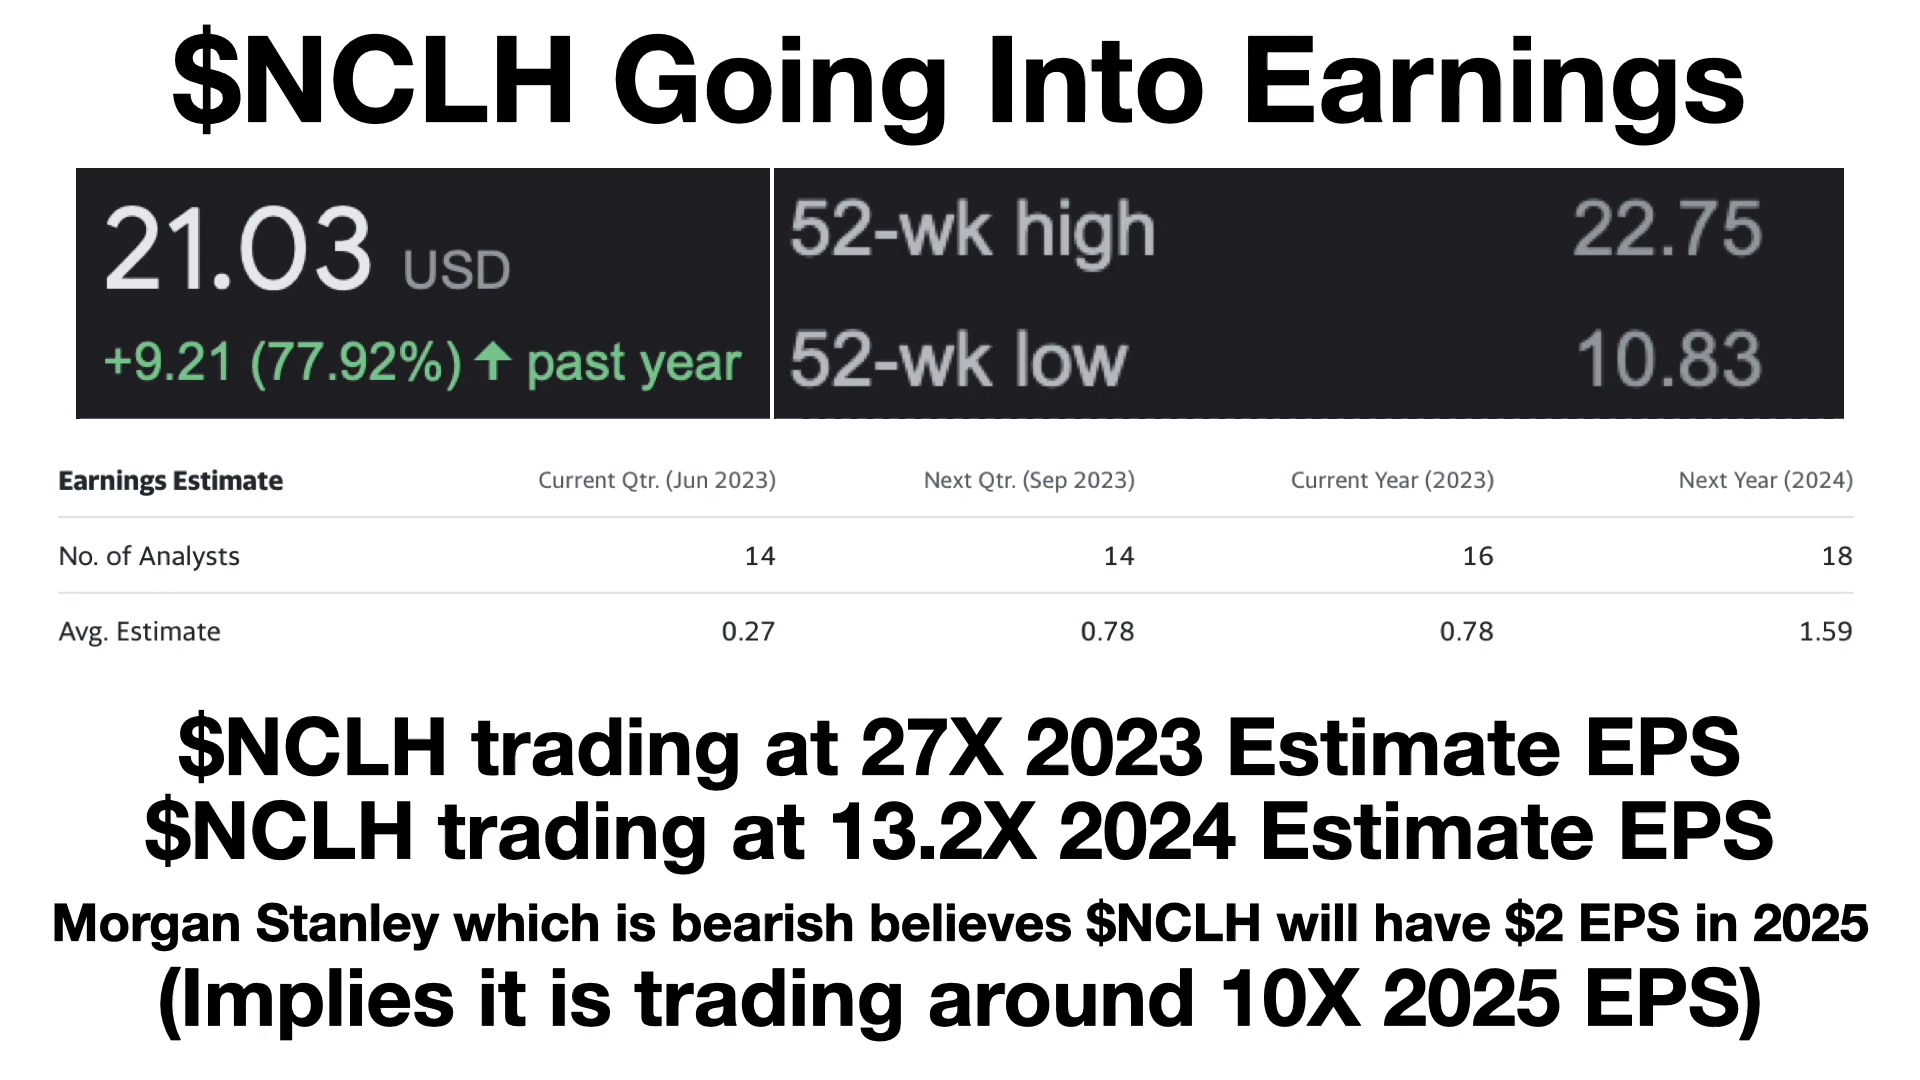 $NCLH Going Into Earnings
21.03 USD
+9.21 (77.92%) ↑ past year
52-wk high 22.75
52-wk low 10.83
Earnings Estimate Current Qtr. (Jun 2023) Next Qtr. (Sep 2023) Current Year (2023) Next Year (2024)
No. of Analysts 14 14 16 18
Avg. Estimate 0.27 0.78 0.78 1.59
$NCLH trading at 27X 2023 Estimate EPS
$NCLH trading at 13.2X 2024 Estimate EPS
Morgan Stanley which is bearish believes $NCLH will have $2 EPS in 2025
(Implies it is trading around 10X 2025 EPS)